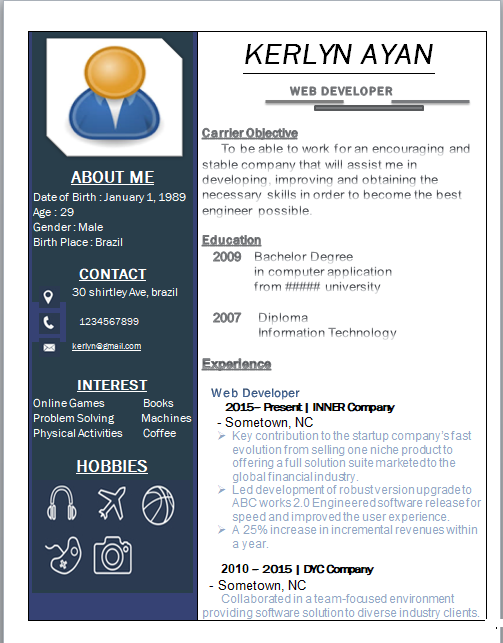 KERLYN AYAN
WEB DEVELOPER
ABOUT ME
Date of Birth : January 1, 1989
Age : 29
Gender : Male
Birth Place : Brazil
CONTACT
30 shirtley Ave, brazil
1234567899
kerlyn@gmail.com
INTEREST
Online Games Books
Problem Solving Machines
Physical Activities Coffee
HOBBIES
Carrier Objective
To be able to work for an encouraging and
stable company that will assist me in
developing, improving and obtaining the
necessary skills in order to become the best
engineer possible.
Education
2009 Bachelor Degree
in computer application
from ##### university
2007 Diploma
Information Technology
Experience
Web Developer
2015– Present | INNER Company
- Sometown, NC
➢ Key contribution to the startup company's fast
evolution from selling one niche product to
offering a full solution suite marketed to the
global financial industry.
➢ Led development of robust version upgrade to
ABC works 2.0 Engineered software release for
speed and improved the user experience.
➢ A 25% increase in incremental revenues within
a year.
2010 – 2015 | DYC Company
- Sometown, NC
Collaborated in a team-focused environment
providing software solution to diverse industry clients.